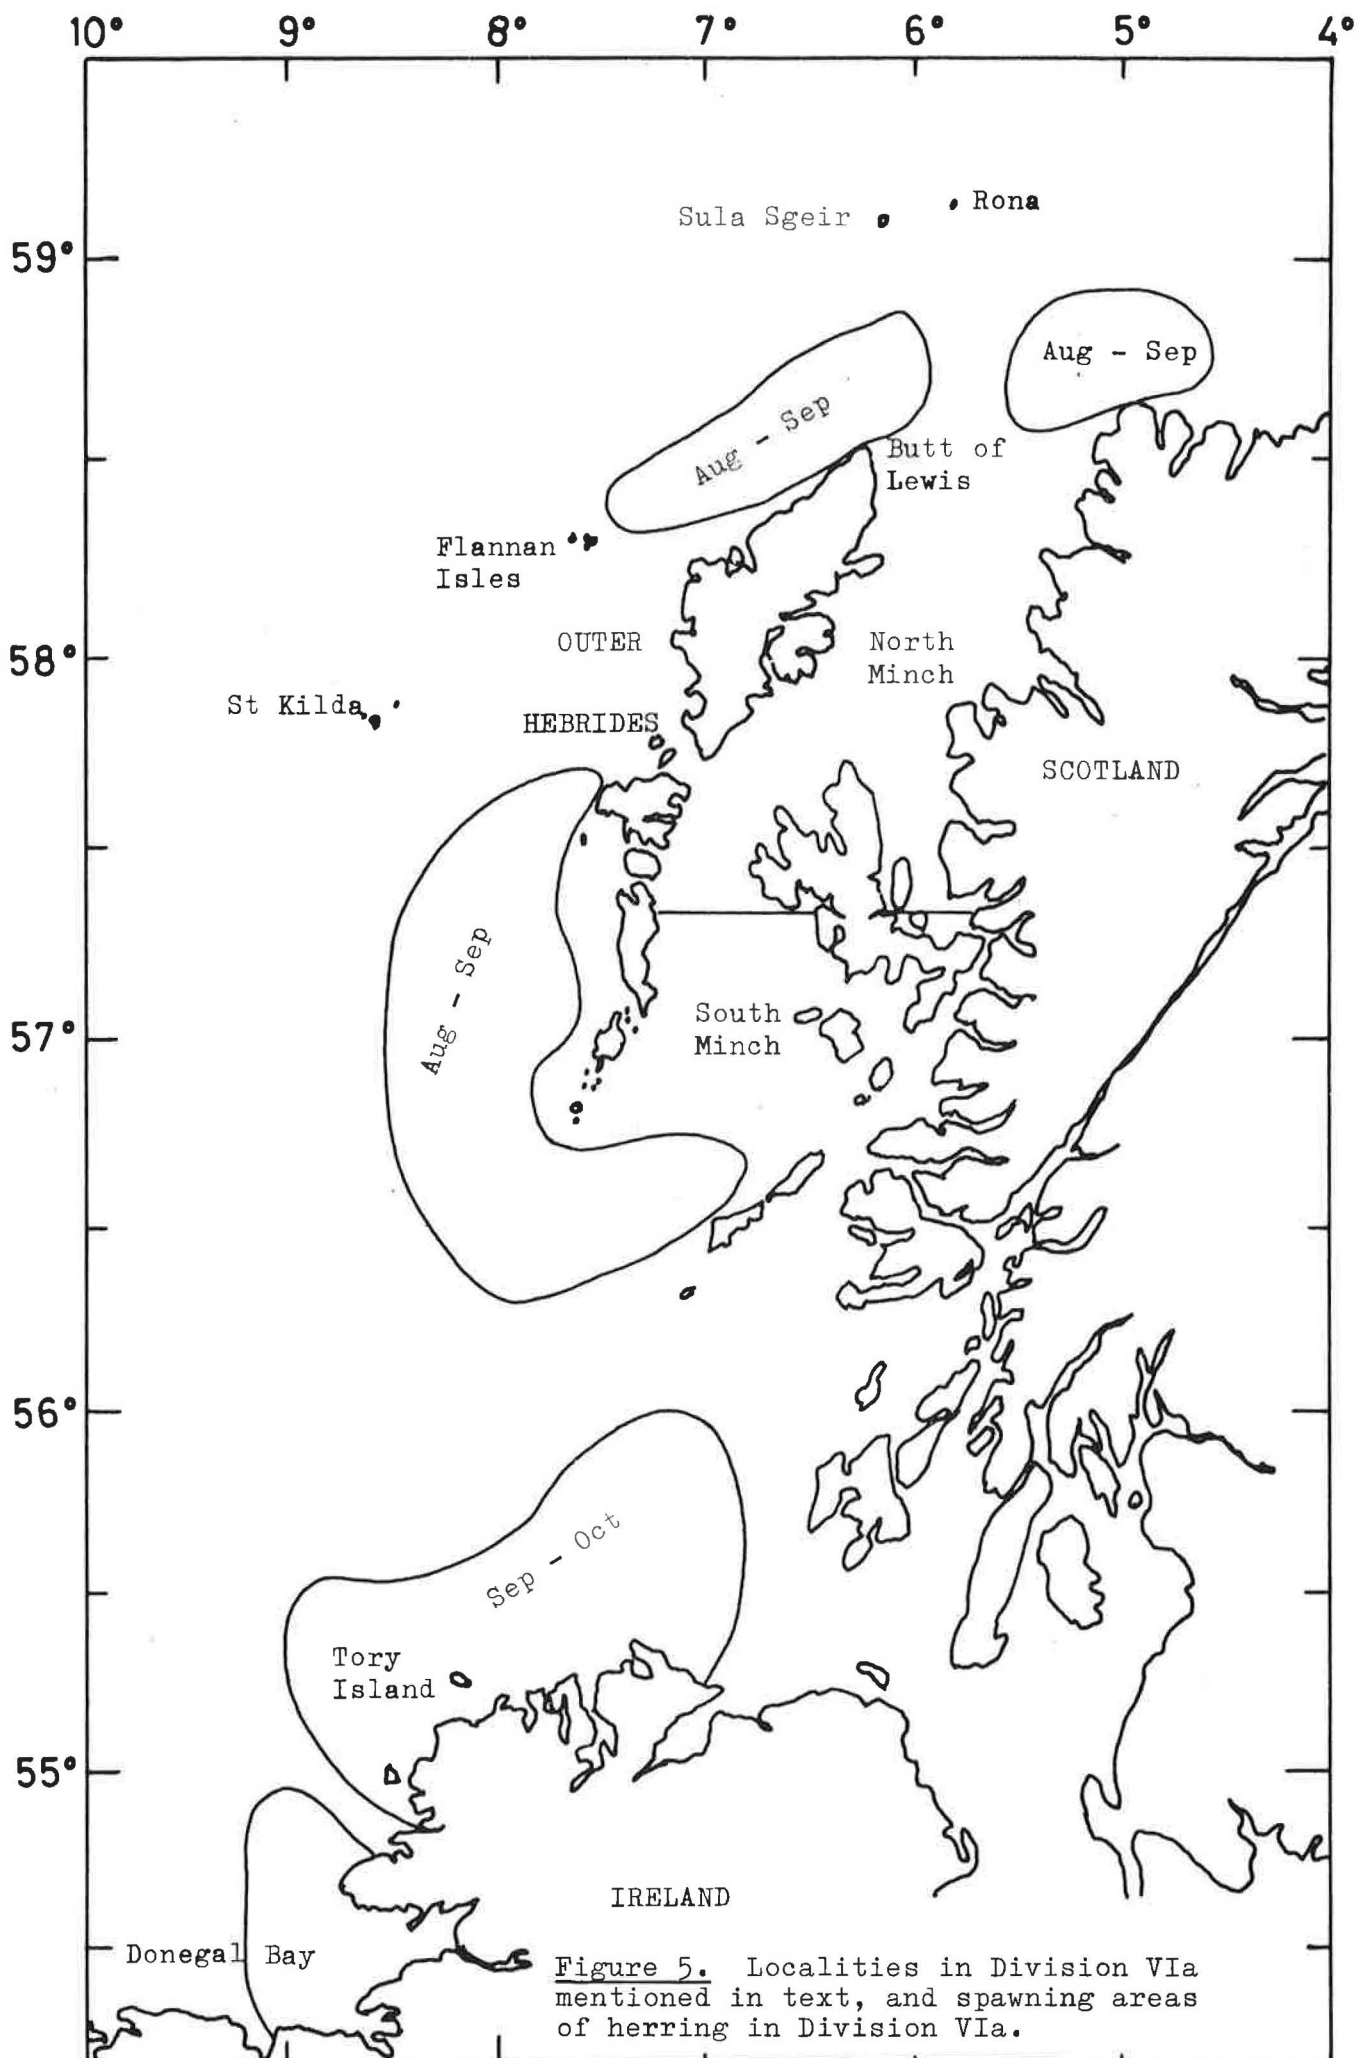 10° 9° 8° 7° 6° 5° 4°
Sula Sgeir
Rona
59°
Aug - Sep
Aug - Sep
Butt of
Lewis
Flannan
Isles
OUTER
North
Minch
58°
St Kilda
HEBRIDES
SCOTLAND
Aug - Sep
South
Minch
57°
56°
Sep - Oct
Tory
Island
55°
IRELAND
Donegal Bay
Figure 5. Localities in Division VIa
mentioned in text, and spawning areas
of herring in Division VIa.